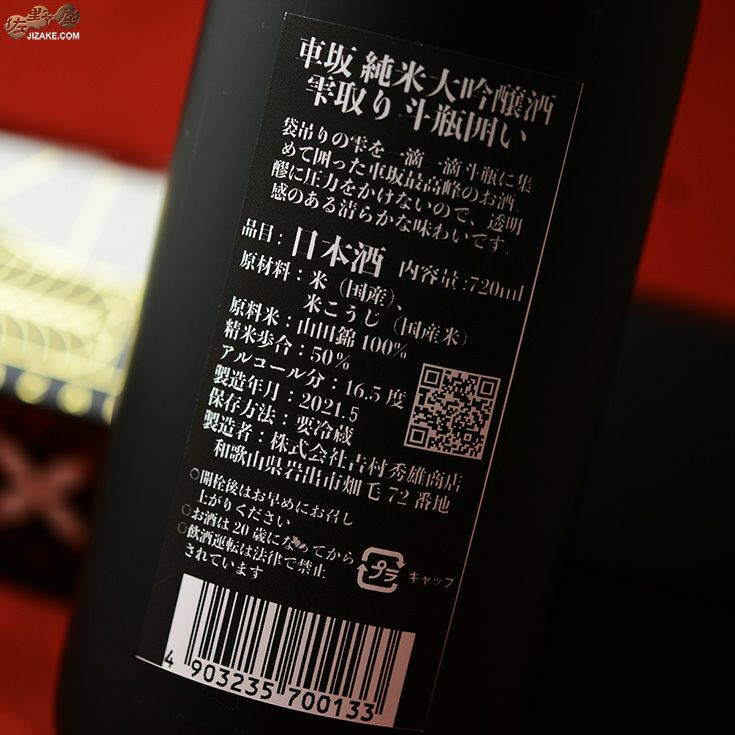 佐野屋
JIZAKE.COM
車坂 純米大吟醸酒
雫取り斗瓶囲い
袋吊りの雫を一滴一滴斗瓶に集
めて囲った車坂最高峰のお酒
醪に圧力をかけないので、透明
感のある清らかな味わいです。
品目：日本酒 内容量:720ml
原材料：米（国産）、
米こうじ（国産米）
原料米：山田錦100%
精米歩合：50%
アルコール分：16.5度
製造年月：2021.5
保存方法：要冷蔵
製造者：株式会社吉村秀雄商店
和歌山県岩出市畑毛72番地
○開栓後はお早めにお召し
上がりください
○お酒は20歳になってから
○飲酒運転は法律で禁止
されています
プラ キャップ
4 903235 700133